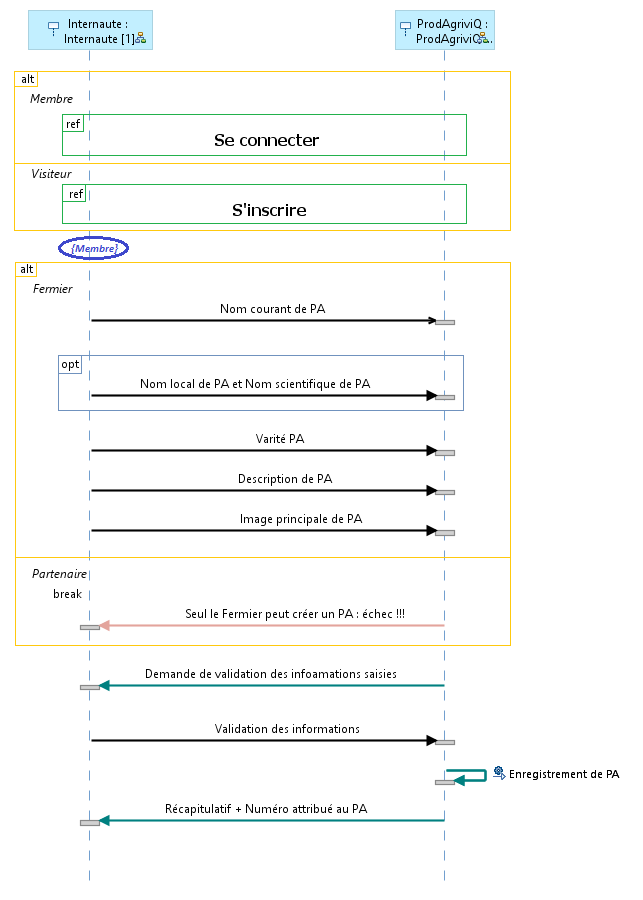 Internaute :
Internaute [1]
ProdAgriviQ :
ProdAgriviQ...
alt
Membre
ref
Se connecter
Visiteur
ref
S'inscrire
{Membre}
alt
Fermier
Nom courant de PA
opt
Nom local de PA et Nom scientifique de PA
Varité PA
Description de PA
Image principale de PA
Partenaire
break
Seul le Fermier peut créer un PA : échec !!!
Demande de validation des infoamations saisies
Validation des informations
Enregistrement de PA
Récapitulatif + Numéro attribué au PA